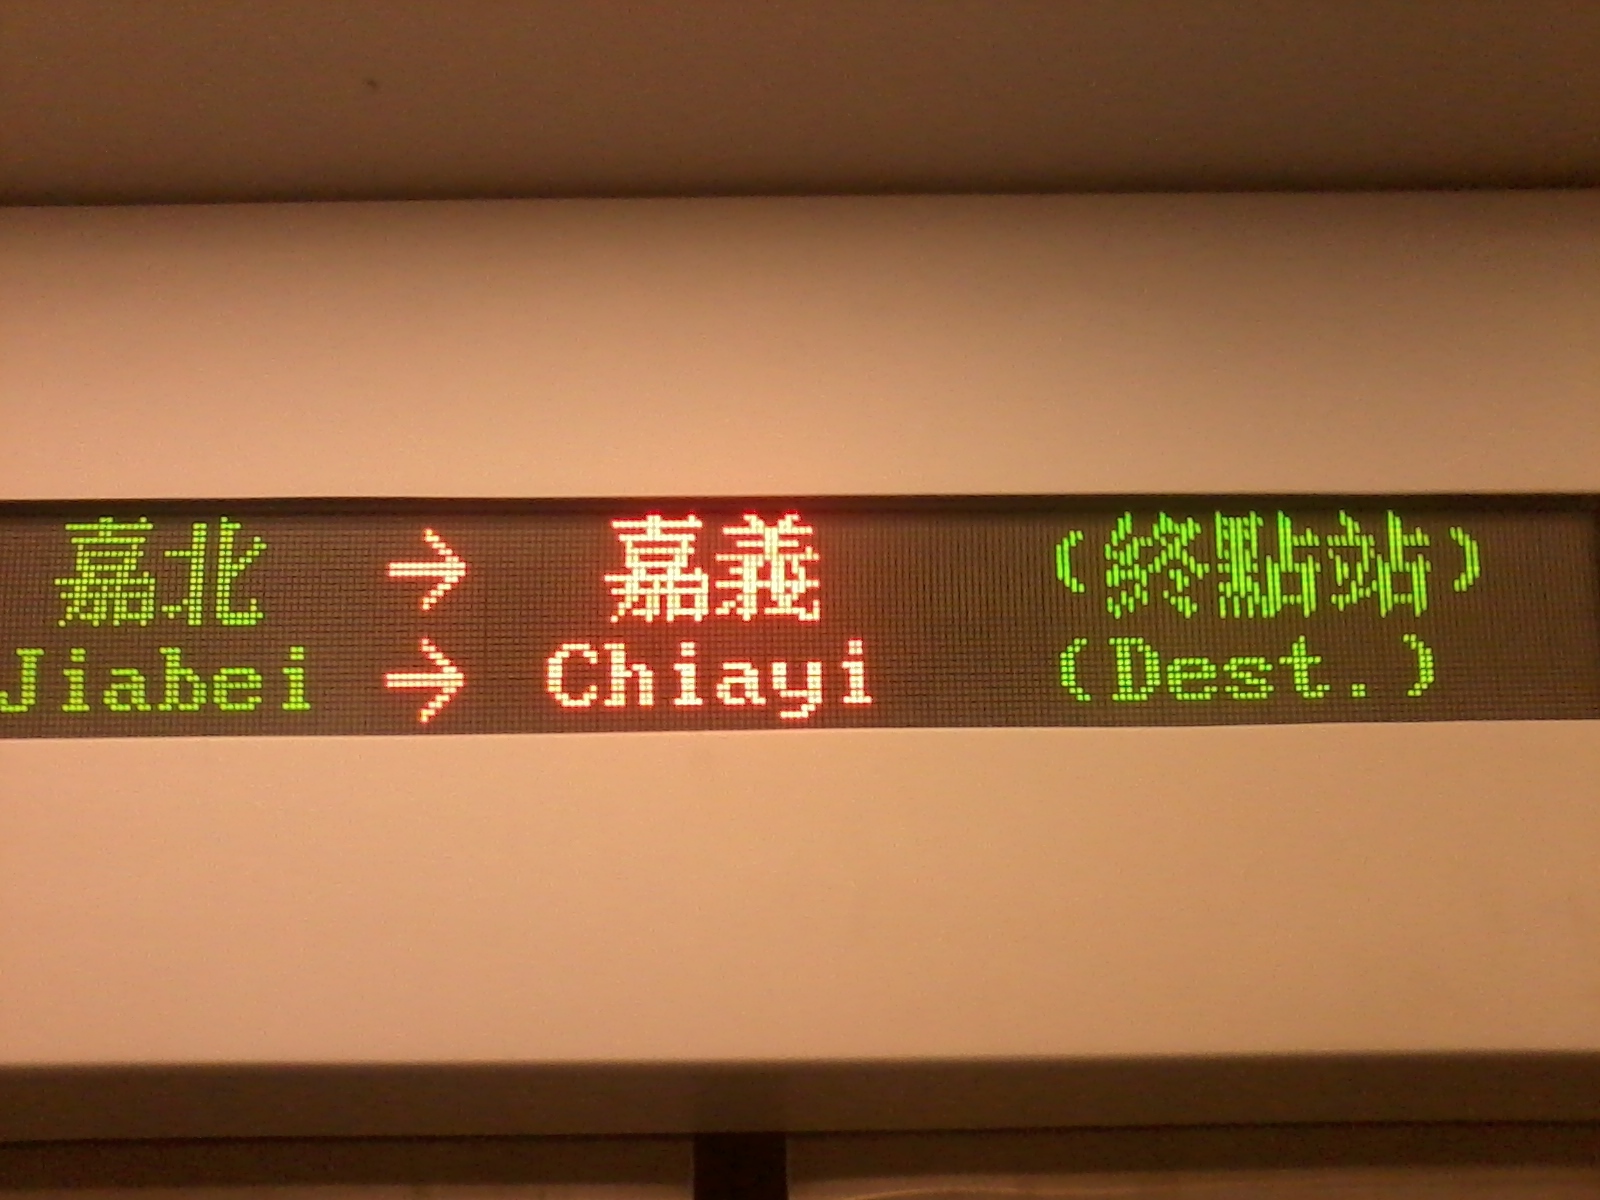 嘉北 → 嘉義 (終點站)
Jiabei → Chiayi (Dest.)